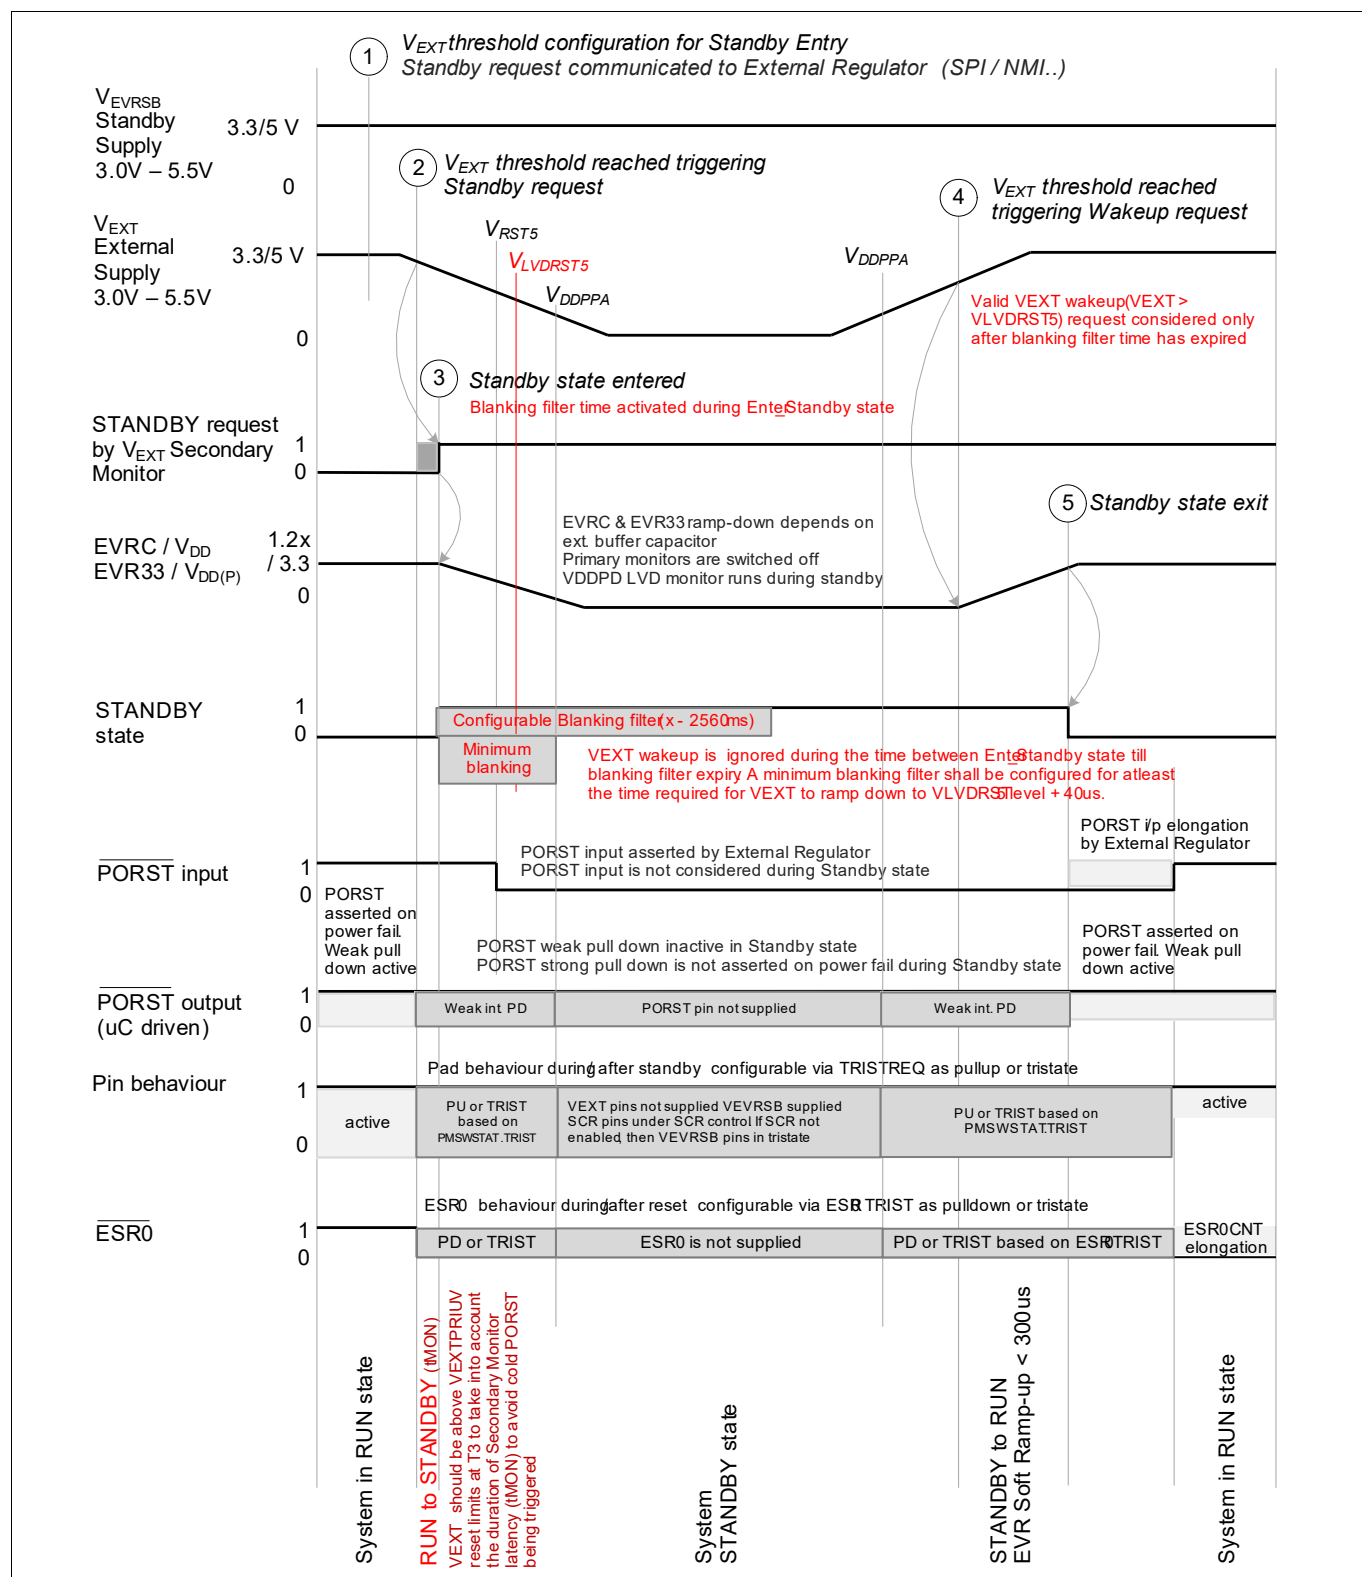 1
VEXT threshold configuration for Standby Entry
Standby request communicated to External Regulator (SPI / NMI..)
VEVRSB
Standby
Supply
3.0V – 5.5V
3.3/5 V
0
2
VEXT threshold reached triggering
Standby request
4
VEXT threshold reached
triggering Wakeup request
VEXT
External
Supply
3.0V – 5.5V
3.3/5 V
0
VRST5
VLVDRST5
VDDPPA
VDDPPA
Valid VEXT wakeup(VEXT >
VLVDRST5) request considered only
after blanking filter time has expired
3
Standby state entered
Blanking filter time activated during Enter_Standby state
STANDBY request
by VEXT Secondary
Monitor
1
0
5
Standby state exit
EVRC / VDD
EVR33 / VDD(P)
1.2x
/ 3.3
0
EVRC & EVR33 ramp-down depends on
ext. buffer capacitor
Primary monitors are switched off
VDDPD LVD monitor runs during standby
STANDBY
state
1
0
Configurable Blanking filter(x - 2560ms)
Minimum
blanking
VEXT wakeup is ignored during the time between Enter_Standby state till
blanking filter expiry. A minimum blanking filter shall be configured for atleast
the time required for VEXT to ramp down to VLVDRST5 level + 40us.
PORST i/p elongation
by External Regulator
PORST input
1
0
PORST input asserted by External Regulator
PORST input is not considered during Standby state
PORST
asserted on
power fail.
Weak pull
down active
PORST weak pull down inactive in Standby state
PORST strong pull down is not asserted on power fail during Standby state
PORST asserted on
power fail. Weak pull
down active
PORST output
(uC driven)
1
0
Weak int. PD
PORST pin not supplied
Weak int. PD
Pin behaviour
Pad behaviour during/after standby configurable via TRISTREQ as pullup or tristate
1
0
active
PU or TRIST
based on
PMSWSTAT.TRIST
VEXT pins not supplied VEVRSB supplied
SCR pins under SCR control. If SCR not
enabled, then VEVRSB pins in tristate
PU or TRIST based on
PMSWSTAT.TRIST
active
ESR0 behaviour during/after reset configurable via ESR0TRIST as pulldown or tristate
ESR0
1
0
PD or TRIST
ESR0 is not supplied
PD or TRIST based on ESR0TRIST
ESR0CNT
elongation
System in RUN state
RUN to STANDBY (tMON)
VEXT should be above VEXTPRIUV
reset limits at T3 to take into account
the duration of Secondary Monitor
latency (tMON) to avoid cold PORST
being triggered
System
STANDBY state
STANDBY to RUN
EVR Soft Ramp-up < 300us
System in RUN state